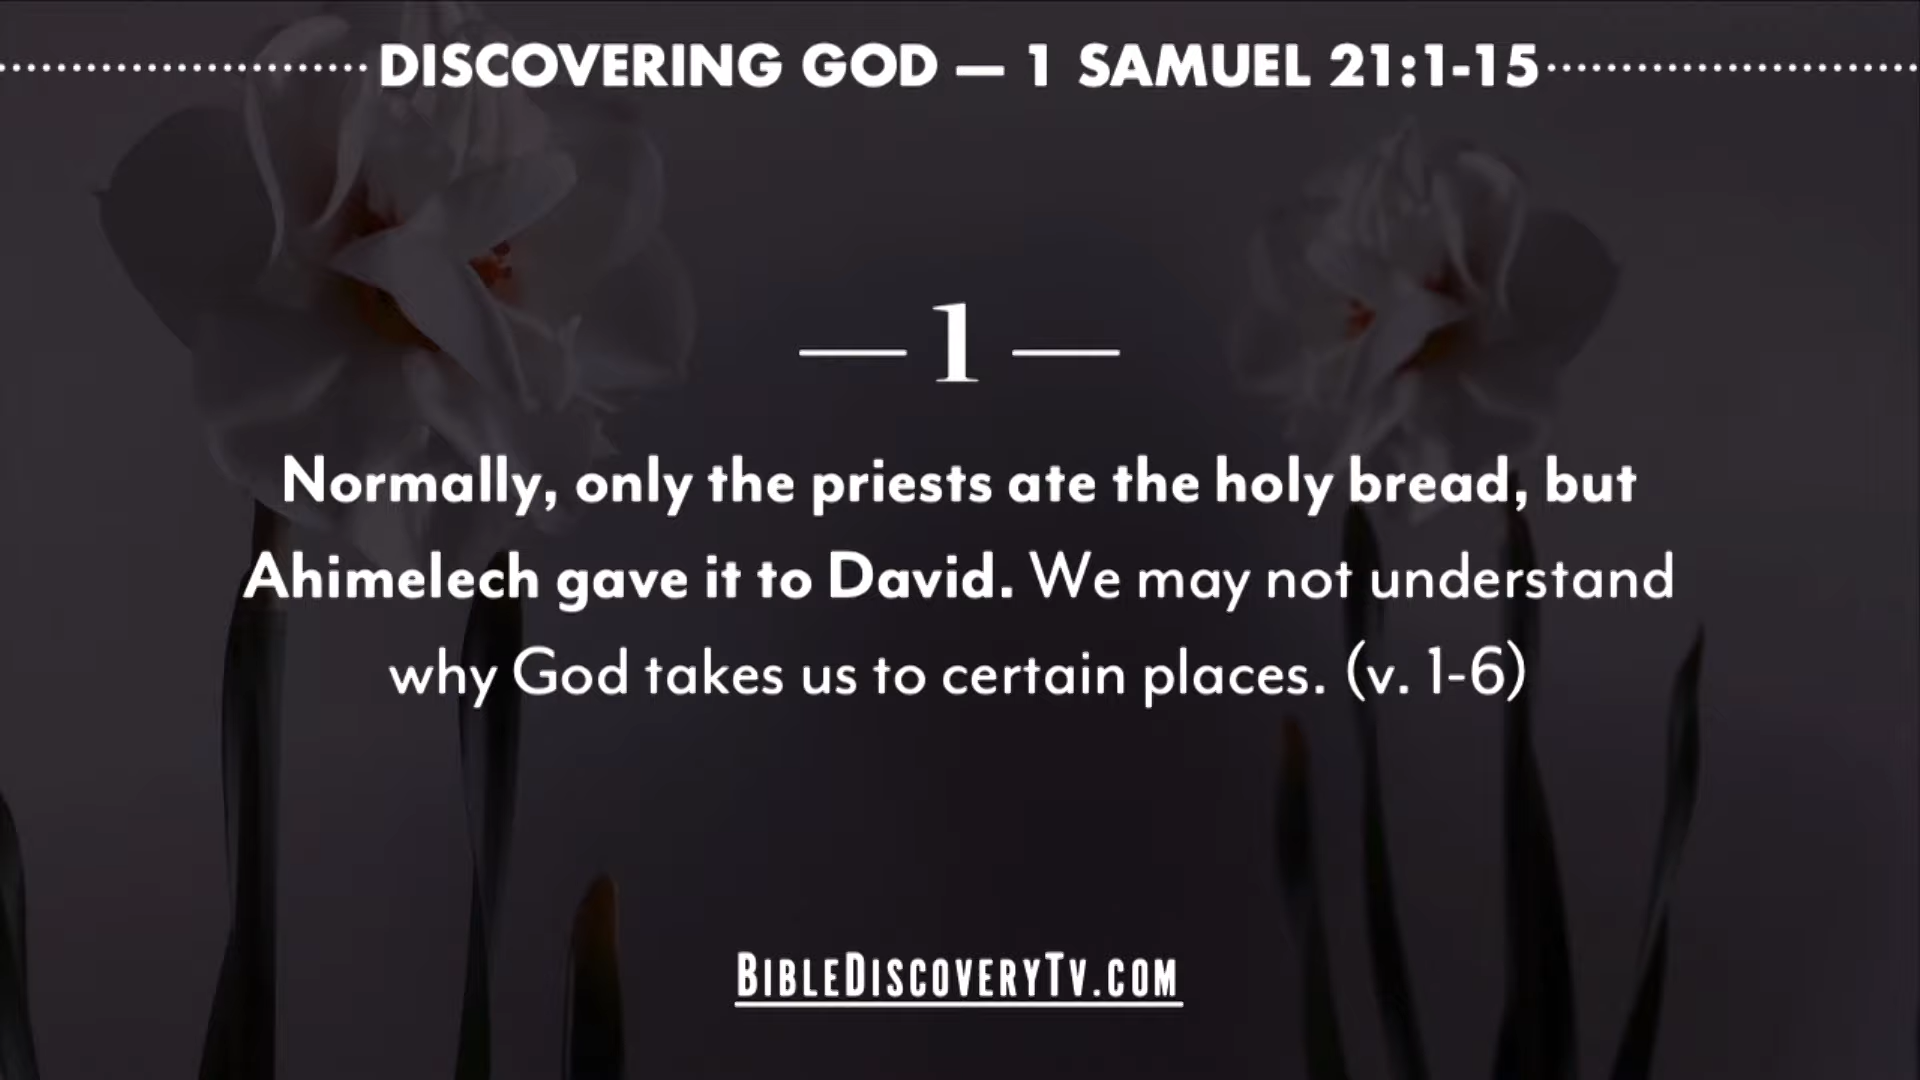 DISCOVERING GOD — 1 SAMUEL 21:1-15
— 1 —
Normally, only the priests ate the holy bread, but
Ahimelech gave it to David. We may not understand
why God takes us to certain places. (v. 1-6)
BIBLEDISCOVERYTV.COM